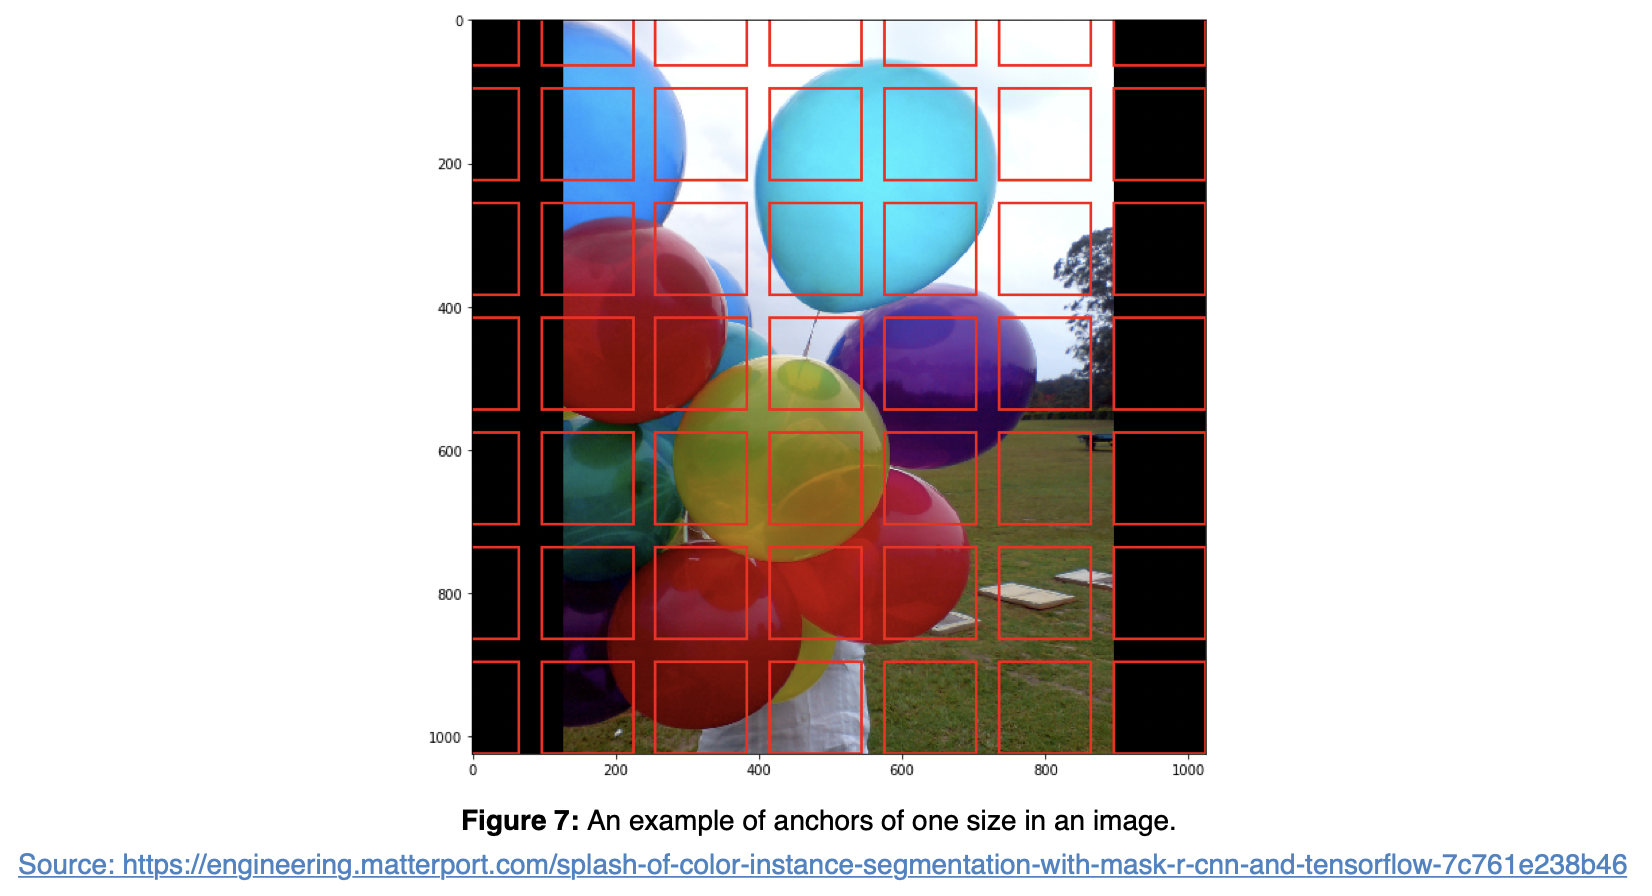 0
200
400
600
800
1000
0 200 400 600 800 1000
Figure 7: An example of anchors of one size in an image.
Source: https://engineering.matterport.com/splash-of-color-instance-segmentation-with-mask-r-cnn-and-tensorflow-7c761e238b46